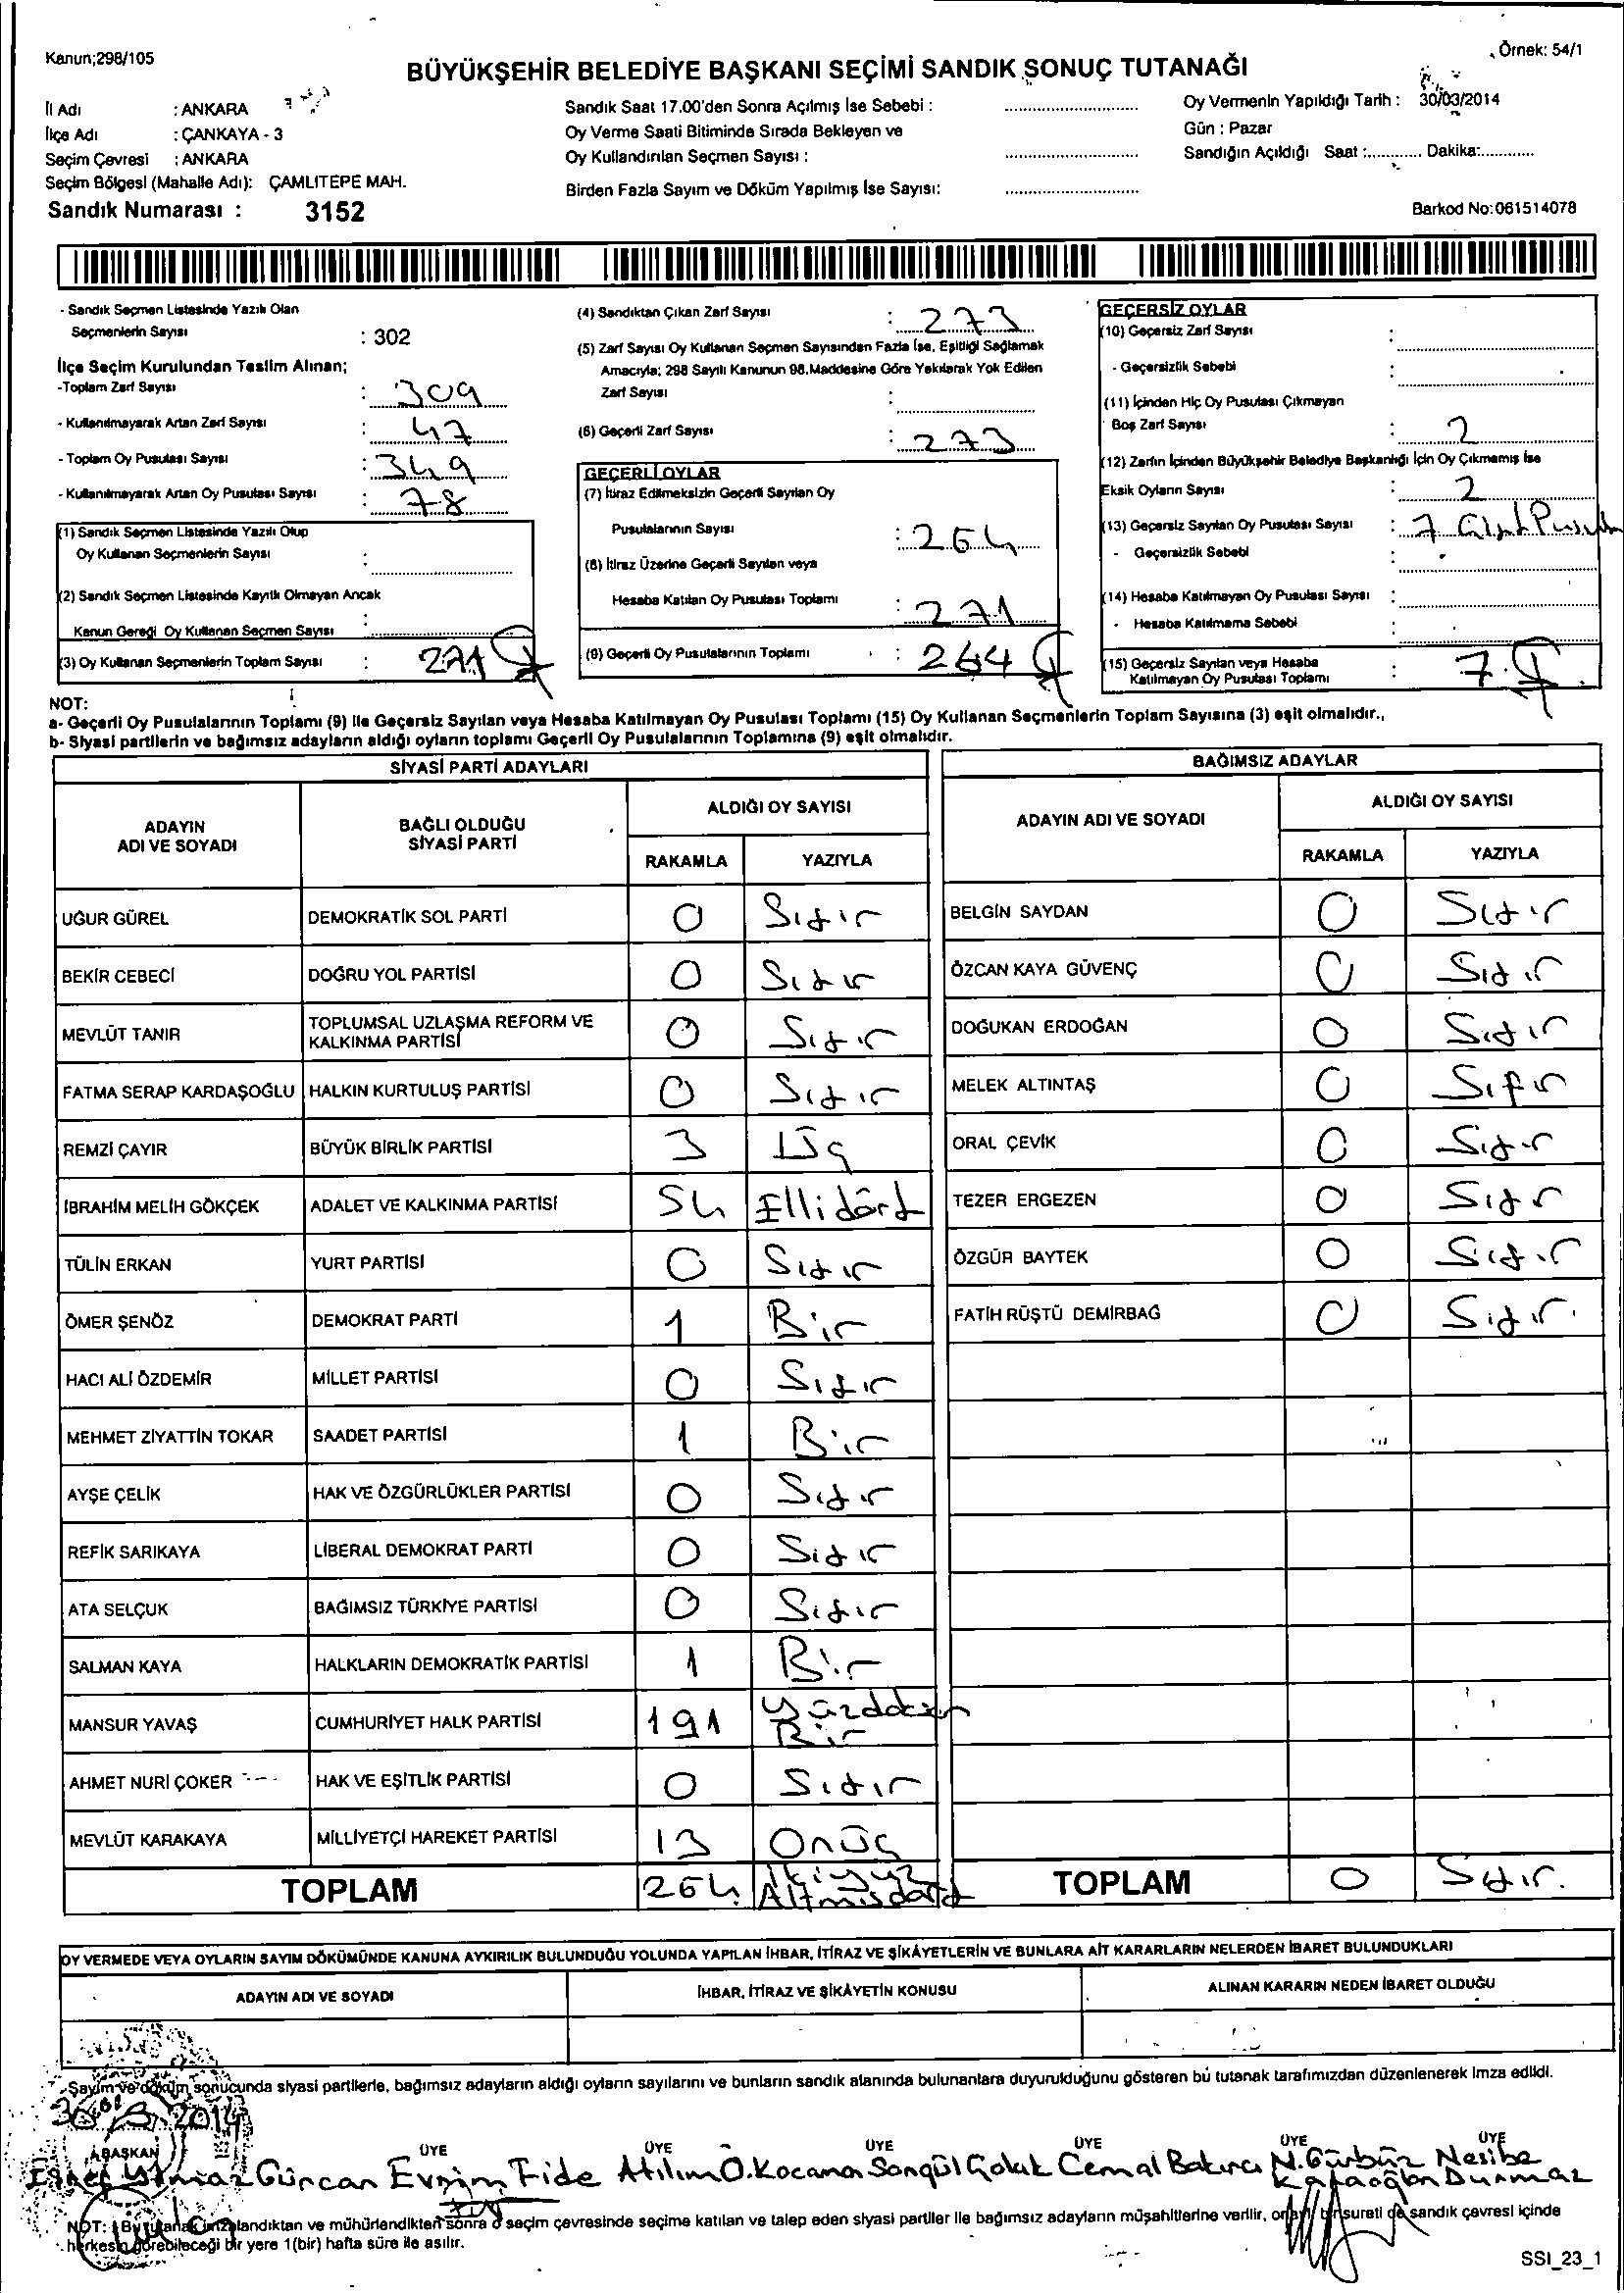 Kanun;298/105
Örnek: 54/1
BÜYÜKŞEHİR BELEDİYE BAŞKANI SEÇİMİ SANDIK SONUÇ TUTANAĞI
İl Adı : ANKARA
İlçe Adı : ÇANKAYA - 3
Seçim Çevresi : ANKARA
Seçim Bölgesi (Mahalle Adı): ÇAMLITEPE MAH.
Sandık Numarası : 3152
Sandık Saat 17.00'den Sonra Açılmış İse Sebebi :
Oy Verme Saati Bitiminde Sırada Bekleyen ve
Oy Kullandırılan Seçmen Sayısı :
Birden Fazla Sayım ve Döküm Yapılmış İse Sayısı:
Oy Vermenin Yapıldığı Tarih : 30/03/2014
Gün : Pazar
Sandığın Açıldığı Saat :............ Dakika:............
Barkod No:061514078
- Sandık Seçmen Listesinde Yazılı Olan
Seçmenlerin Sayısı : 302
İlçe Seçim Kurulundan Teslim Alınan;
-Toplam Zarf Sayısı : 309
- Kullanılmayarak Artan Zarf Sayısı : 47
- Toplam Oy Pusulası Sayısı : 349
- Kullanılmayarak Artan Oy Pusulası Sayısı : 78
(1) Sandık Seçmen Listesinde Yazılı Olup
Oy Kullanan Seçmenlerin Sayısı :
(2) Sandık Seçmen Listesinde Kayıtlı Olmayan Ancak
Kanun Gereği Oy Kullanan Seçmen Sayısı :
(3) Oy Kullanan Seçmenlerin Toplam Sayısı : 271
(4) Sandıktan Çıkan Zarf Sayısı : 273
(5) Zarf Sayısı Oy Kullanan Seçmen Sayısından Fazla İse, Eşitliği Sağlamak
Amacıyla; 298 Sayılı Kanunun 98.Maddesine Göre Yakılarak Yok Edilen
Zarf Sayısı :
(6) Geçerli Zarf Sayısı : 273
GEÇERLİ OYLAR
(7) İtiraz Edilmeksizin Geçerli Sayılan Oy
Pusulalarının Sayısı : 264
(8) İtiraz Üzerine Geçerli Sayılan veya
Hesaba Katılan Oy Pusulası Toplamı : 271
(9) Geçerli Oy Pusulalarının Toplamı : 264
GEÇERSİZ OYLAR
(10) Geçersiz Zarf Sayısı :
- Geçersizlik Sebebi :
(11) İçinden Hiç Oy Pusulası Çıkmayan
Boş Zarf Sayısı : 2
(12) Zarfın İçinden Büyükşehir Belediye Başkanlığı İçin Oy Çıkmamış İse
Eksik Oyların Sayısı : 2
(13) Geçersiz Sayılan Oy Pusulası Sayısı : 7
- Geçersizlik Sebebi :
(14) Hesaba Katılmayan Oy Pusulası Sayısı :
- Hesaba Katılmama Sebebi :
(15) Geçersiz Sayılan veya Hesaba
Katılmayan Oy Pusulası Toplamı : 7
NOT:
a- Geçerli Oy Pusulalarının Toplamı (9) ile Geçersiz Sayılan veya Hesaba Katılmayan Oy Pusulası Toplamı (15) Oy Kullanan Seçmenlerin Toplam Sayısına (3) eşit olmalıdır.,
b- Siyasi partilerin ve bağımsız adayların aldığı oyların toplamı Geçerli Oy Pusulalarının Toplamına (9) eşit olmalıdır.
SİYASİ PARTİ ADAYLARI
ADAYIN ADI VE SOYADI BAĞLI OLDUĞU SİYASİ PARTİ ALDIĞI OY SAYISI
RAKAMLA YAZIYLA
UĞUR GÜREL DEMOKRATİK SOL PARTİ 0 Sıfır
BEKİR CEBECİ DOĞRU YOL PARTİSİ 0 Sıfır
MEVLÜT TANIR TOPLUMSAL UZLAŞMA REFORM VE KALKINMA PARTİSİ 0 Sıfır
FATMA SERAP KARDAŞOĞLU HALKIN KURTULUŞ PARTİSİ 0 Sıfır
REMZİ ÇAYIR BÜYÜK BİRLİK PARTİSİ 3 Üç
İBRAHİM MELİH GÖKÇEK ADALET VE KALKINMA PARTİSİ 54 Ellidört
TÜLİN ERKAN YURT PARTİSİ 0 Sıfır
ÖMER ŞENÖZ DEMOKRAT PARTİ 1 Bir
HACI ALİ ÖZDEMİR MİLLET PARTİSİ 0 Sıfır
MEHMET ZİYATTİN TOKAR SAADET PARTİSİ 1 Bir
AYŞE ÇELİK HAK VE ÖZGÜRLÜKLER PARTİSİ 0 Sıfır
REFİK SARIKAYA LİBERAL DEMOKRAT PARTİ 0 Sıfır
ATA SELÇUK BAĞIMSIZ TÜRKİYE PARTİSİ 0 Sıfır
SALMAN KAYA HALKLARIN DEMOKRATİK PARTİSİ 1 Bir
MANSUR YAVAŞ CUMHURİYET HALK PARTİSİ 191 Yüzdoksan Bir
AHMET NURİ ÇOKER HAK VE EŞİTLİK PARTİSİ 0 Sıfır
MEVLÜT KARAKAYA MİLLİYETÇİ HAREKET PARTİSİ 13 Onüç
TOPLAM 264 İkiyüz Altmışdört
BAĞIMSIZ ADAYLAR
ADAYIN ADI VE SOYADI ALDIĞI OY SAYISI
RAKAMLA YAZIYLA
BELGİN SAYDAN 0 Sıfır
ÖZCAN KAYA GÜVENÇ 0 Sıfır
DOĞUKAN ERDOĞAN 0 Sıfır
MELEK ALTINTAŞ 0 Sıfır
ORAL ÇEVİK 0 Sıfır
TEZER ERGEZEN 0 Sıfır
ÖZGÜR BAYTEK 0 Sıfır
FATİH RÜŞTÜ DEMİRBAĞ 0 Sıfır.
TOPLAM 0 Sıfır.
OY VERMEDE VEYA OYLARIN SAYIM DÖKÜMÜNDE KANUNA AYKIRILIK BULUNDUĞU YOLUNDA YAPILAN İHBAR, İTİRAZ VE ŞİKÂYETLERİN VE BUNLARA AİT KARARLARIN NELERDEN İBARET BULUNDUKLARI
ADAYIN ADI VE SOYADI İHBAR, İTİRAZ VE ŞİKÂYETİN KONUSU ALINAN KARARIN NEDEN İBARET OLDUĞU
-Sayım ve döküm sonucunda siyasi partilerle, bağımsız adayların aldığı oyların sayılarını ve bunların sandık alanında bulunanlara duyurulduğunu gösteren bu tutanak tarafımızdan düzenlenerek imza edildi.
30.03.2014
BAŞKAN ÜYE ÜYE ÜYE ÜYE ÜYE ÜYE
Gürcan Evrim Fide Atılım Ö.Kocaman Songül Çolak Cemal Bakırcı N.Gürbüz Nesibe
Karaoğlan Durmaz
NOT: Bu tutanak imzalandıktan ve mühürlendikten sonra o seçim çevresinde seçime katılan ve talep eden siyasi partiler ile bağımsız adayların müşahitlerine verilir, onaylı bir sureti de sandık çevresi içinde
herkesin görebileceği bir yere 1(bir) hafta süre ile asılır.
SSI_23_1